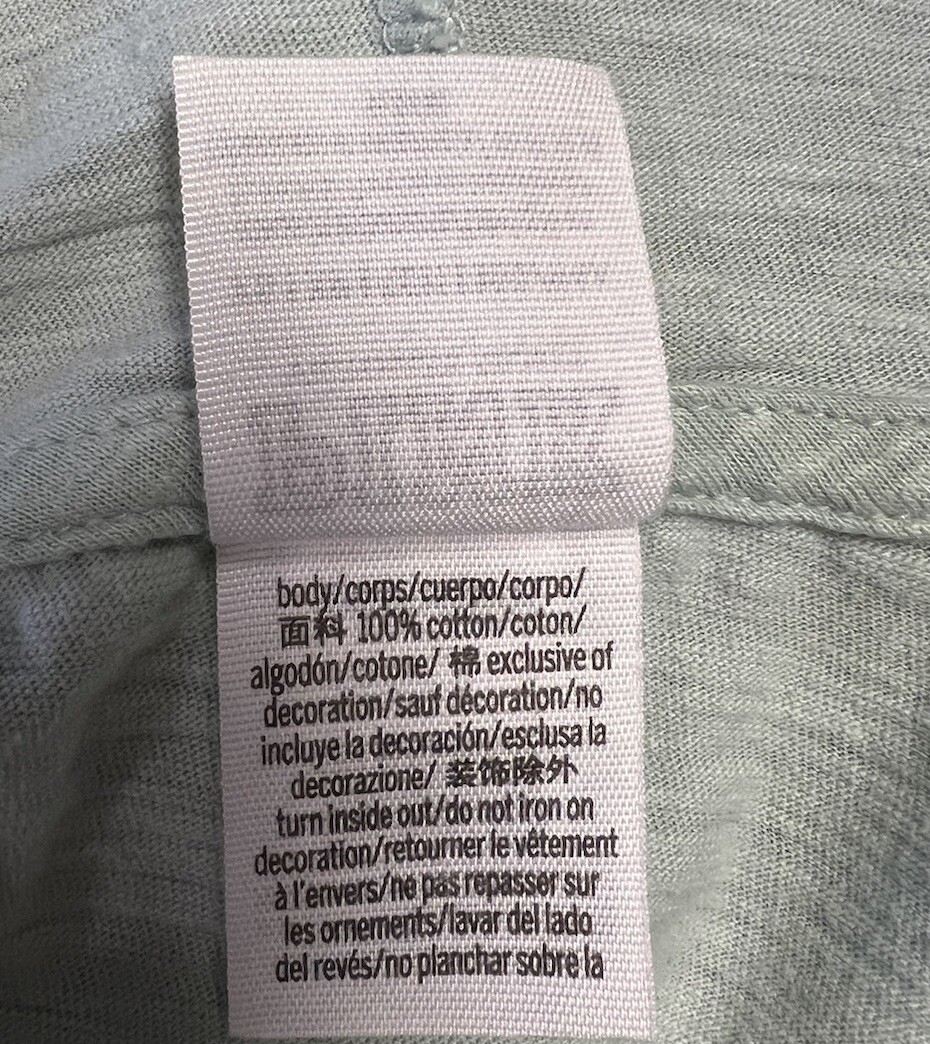 body/corps/cuerpo/corpo/
面料 100% cotton/coton/
algodón/cotone/ 棉 exclusive of
decoration/sauf décoration/no
incluye la decoración/esclusa la
decorazione/ 装饰除外
turn inside out/do not iron on
decoration/retourner le vêtement
à l'envers/ne pas repasser sur
les ornements/lavar del lado
del revés/no planchar sobre la